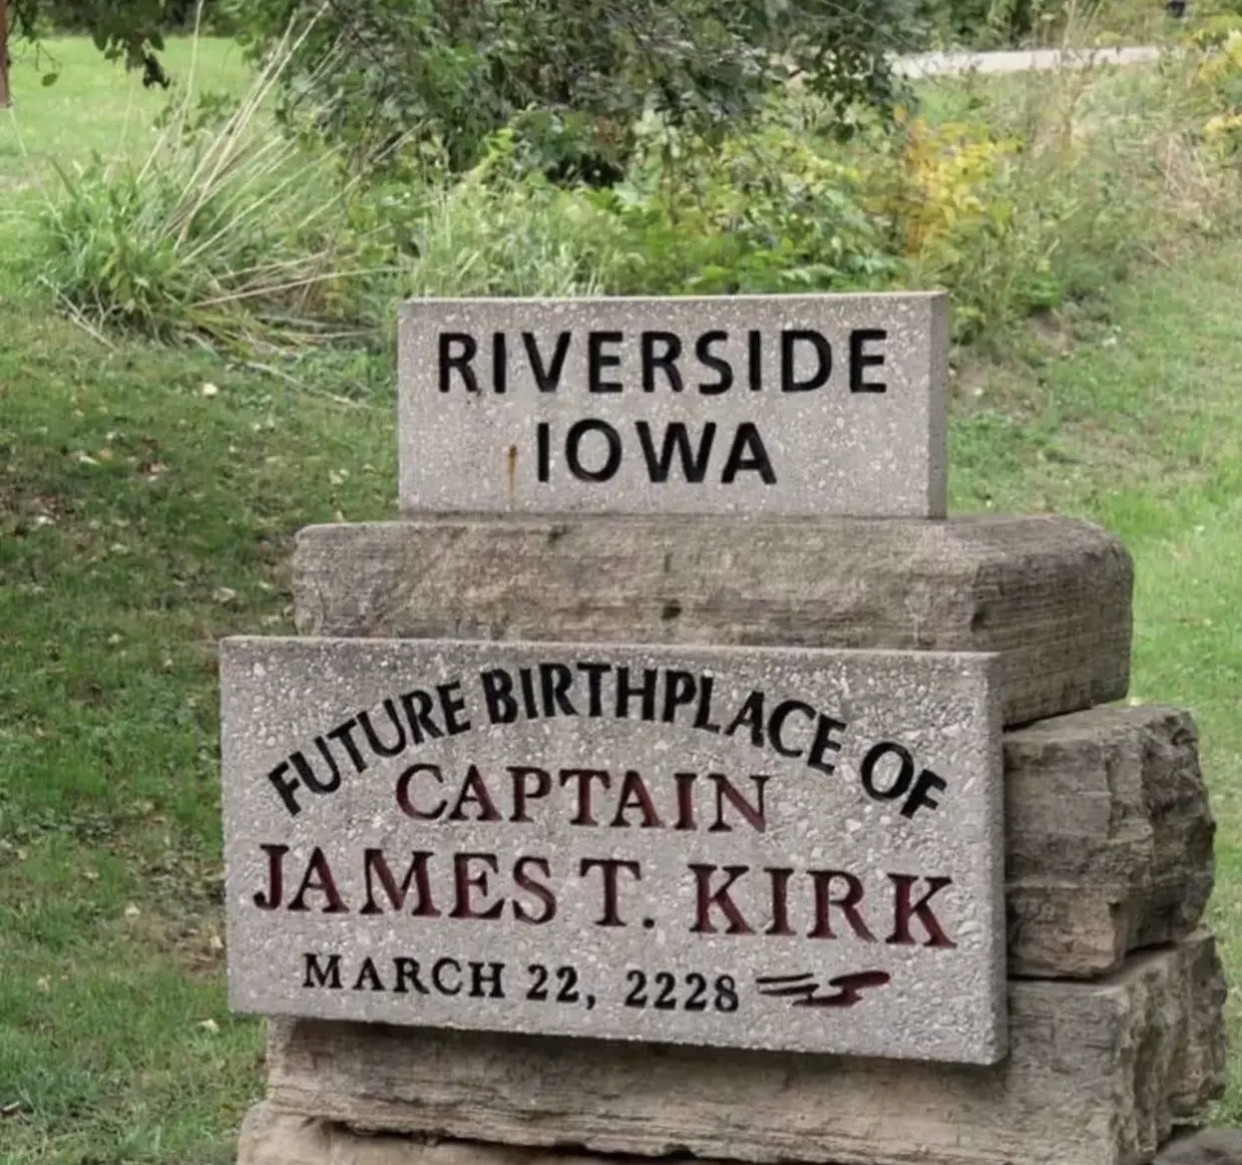 RIVERSIDE
IOWA
FUTURE BIRTHPLACE OF
CAPTAIN
JAMES T. KIRK
MARCH 22, 2228